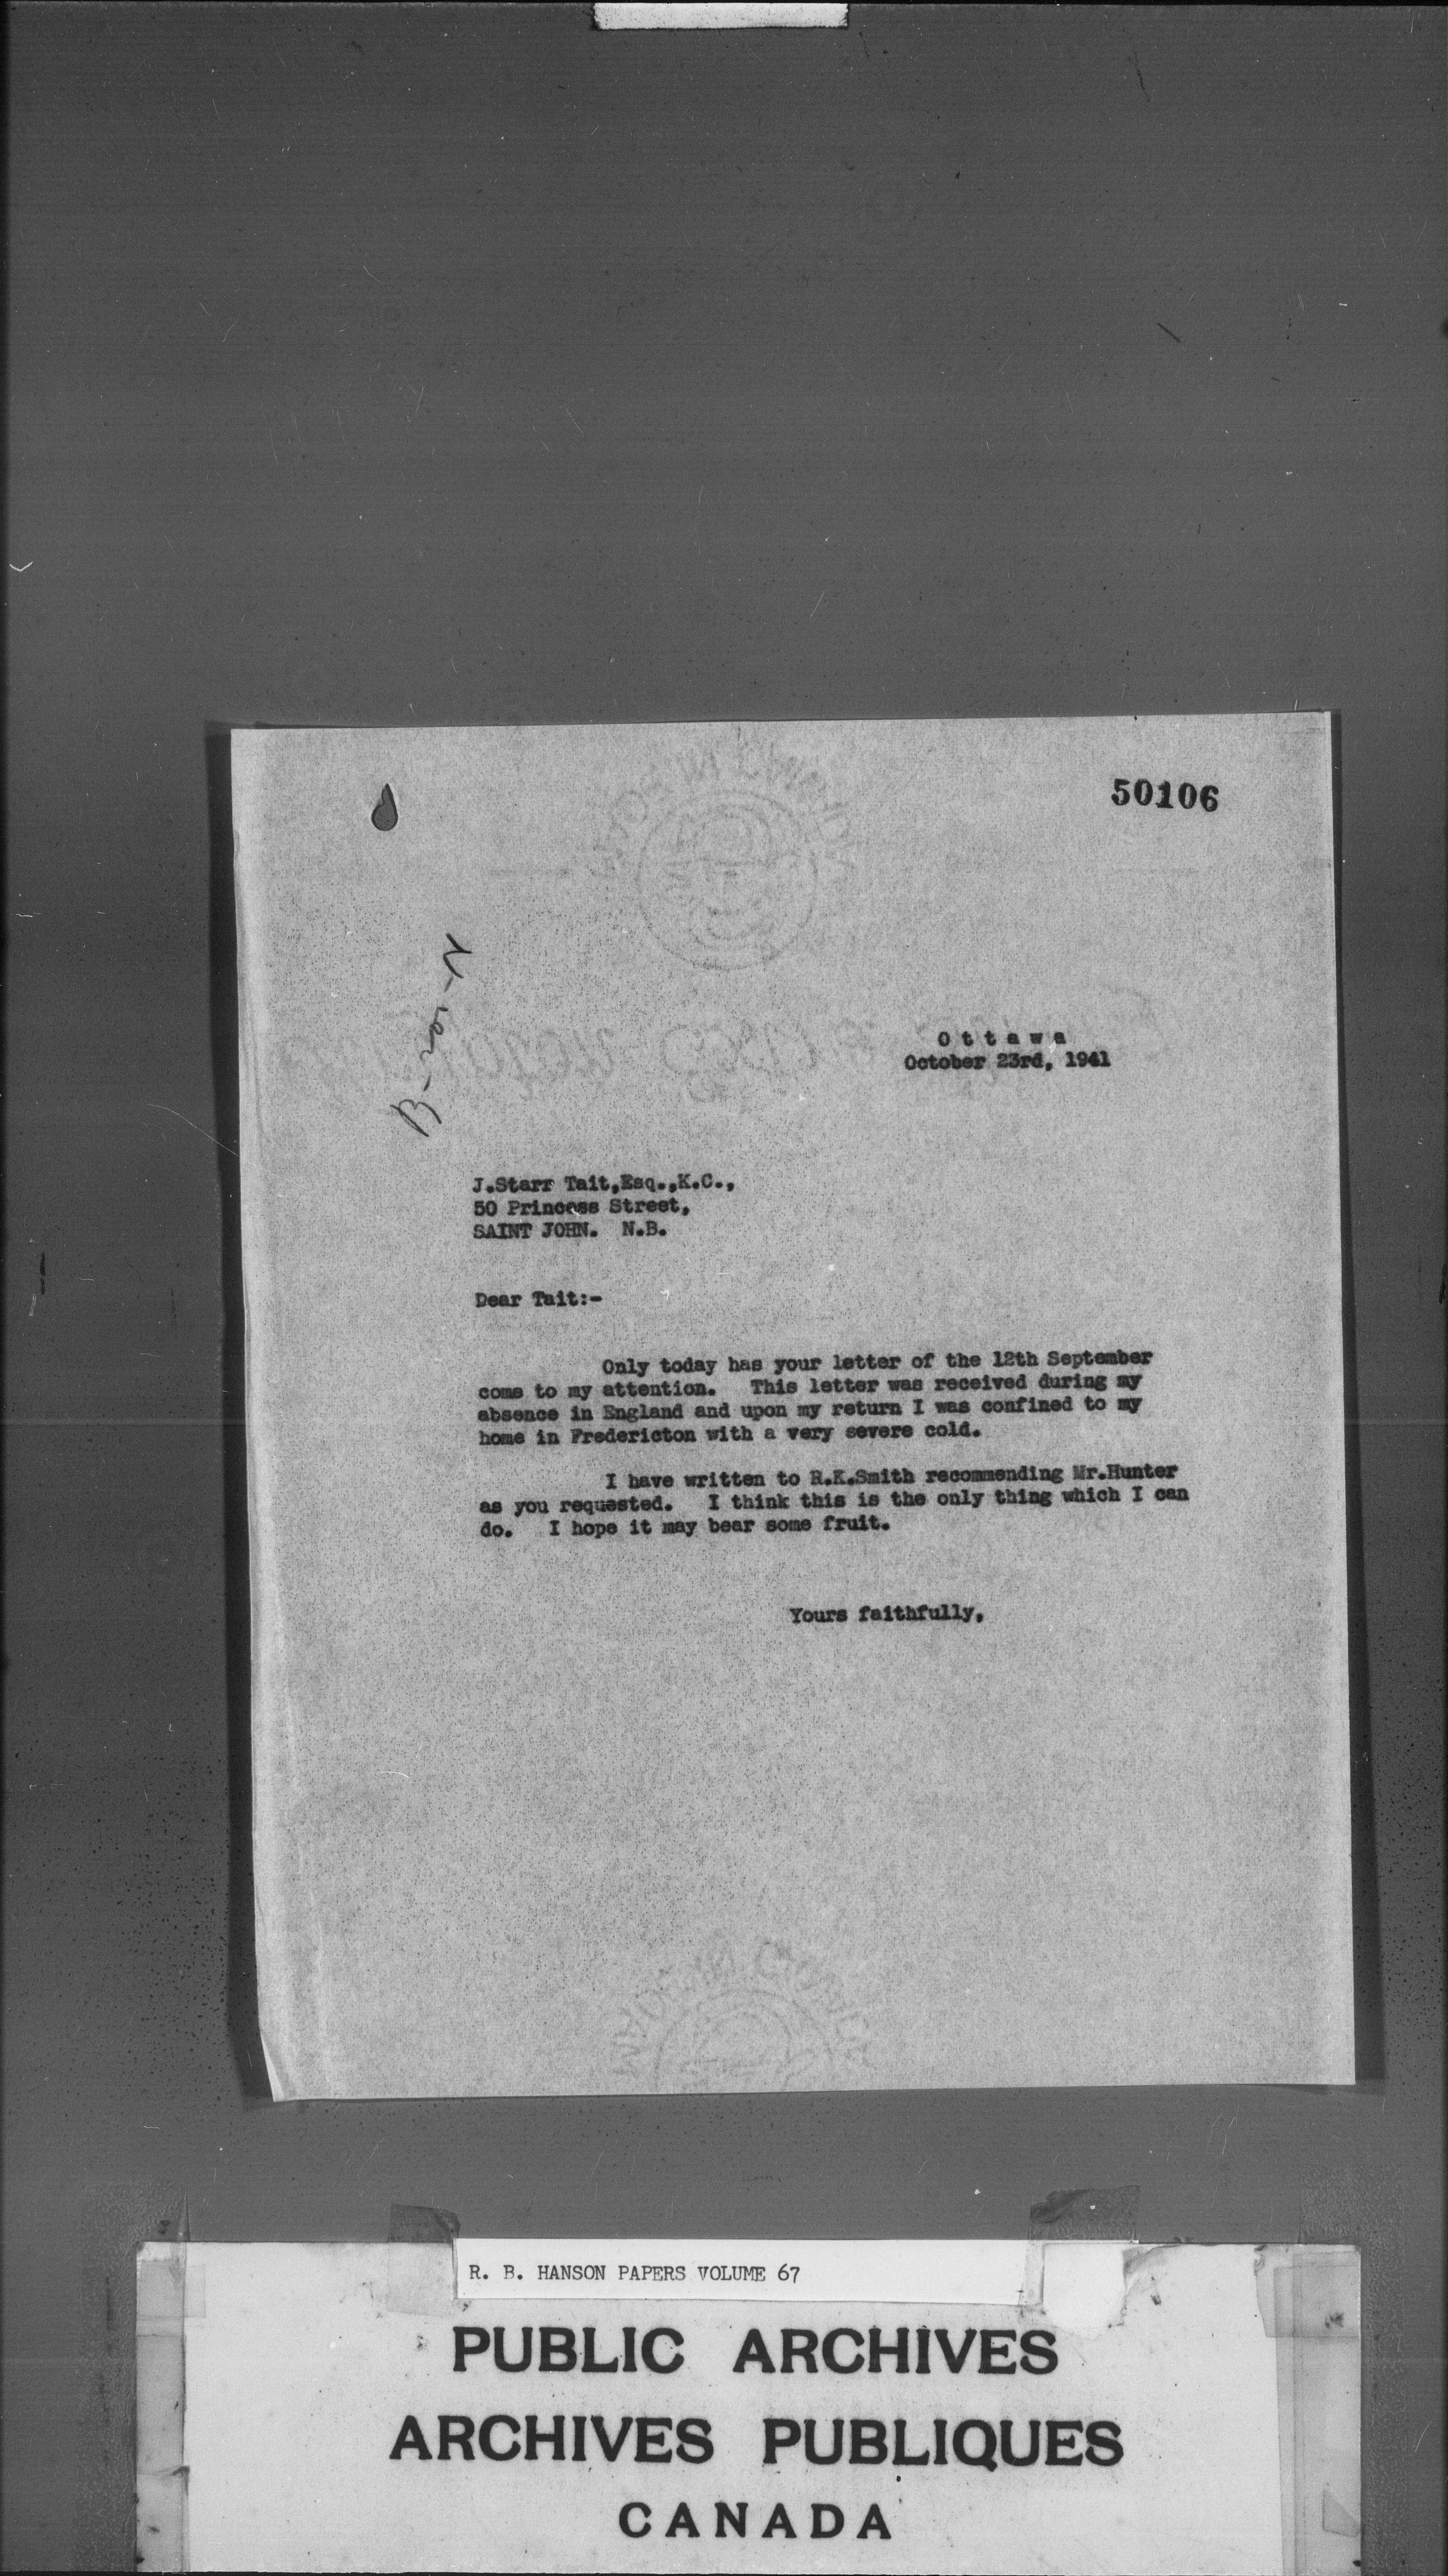 50106
O t t a w a
October 23rd, 1941
J.Starr Tait,Esq.,K.C.,
50 Princess Street,
SAINT JOHN. N.B.
Dear Tait:-
Only today has your letter of the 12th September
come to my attention. This letter was received during my
absence in England and upon my return I was confined to my
home in Fredericton with a very severe cold.
I have written to R.K.Smith recommending Mr.Hunter
as you requested. I think this is the only thing which I can
do. I hope it may bear some fruit.
Yours faithfully,
R. B. HANSON PAPERS VOLUME 67
PUBLIC ARCHIVES
ARCHIVES PUBLIQUES
CANADA